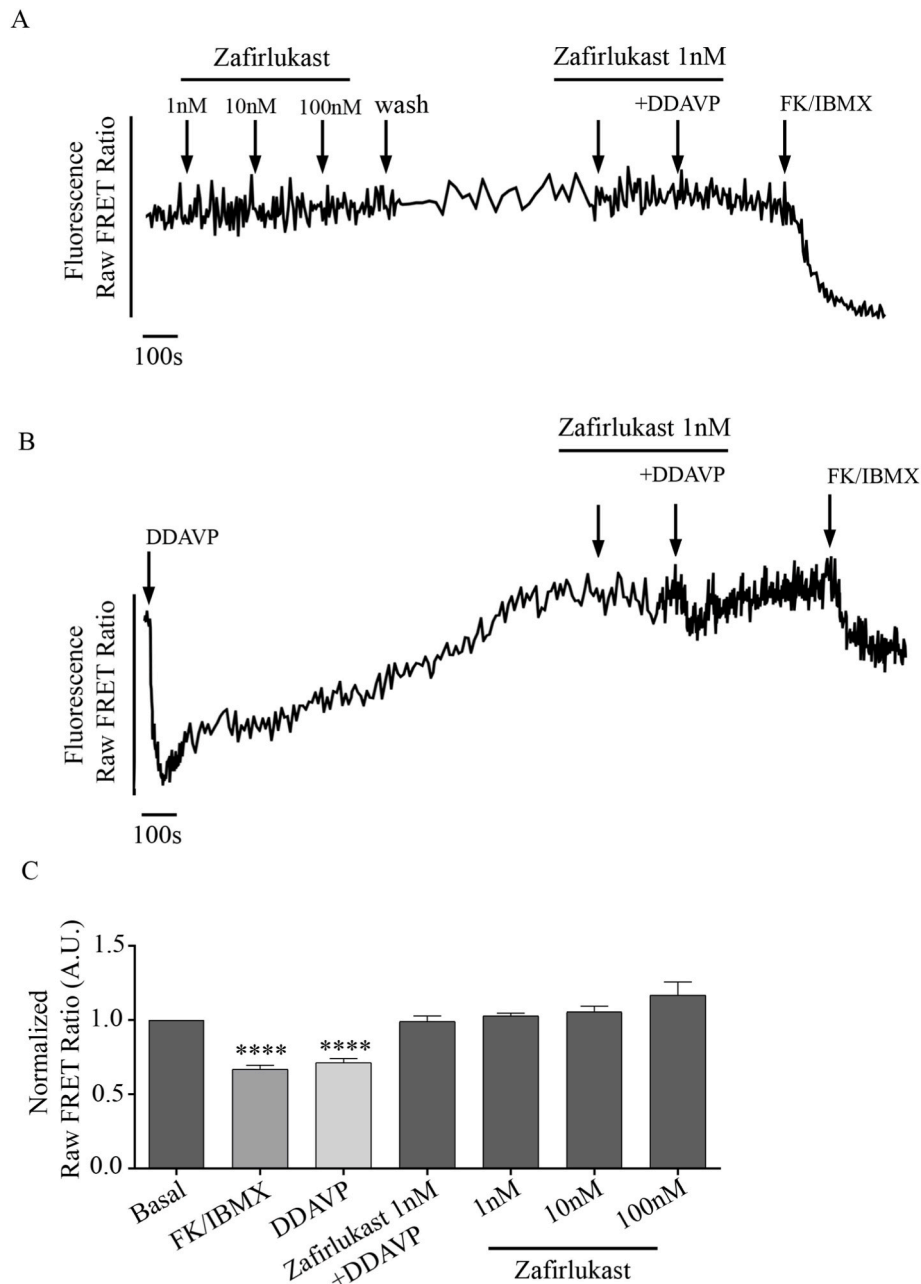 A
Zafirlukast
Zafirlukast 1nM
1nM 10nM 100nM wash
+DDAVP FK/IBMX
Fluorescence
Raw FRET Ratio
100s
B
Zafirlukast 1nM
+DDAVP FK/IBMX
DDAVP
Fluorescence
Raw FRET Ratio
100s
C
Normalized
Raw FRET Ratio (A.U.)
1.5
1.0
0.5
0.0
**** ****
Basal
FK/IBMX
DDAVP
Zafirlukast 1nM
+DDAVP
1nM
10nM
100nM
Zafirlukast